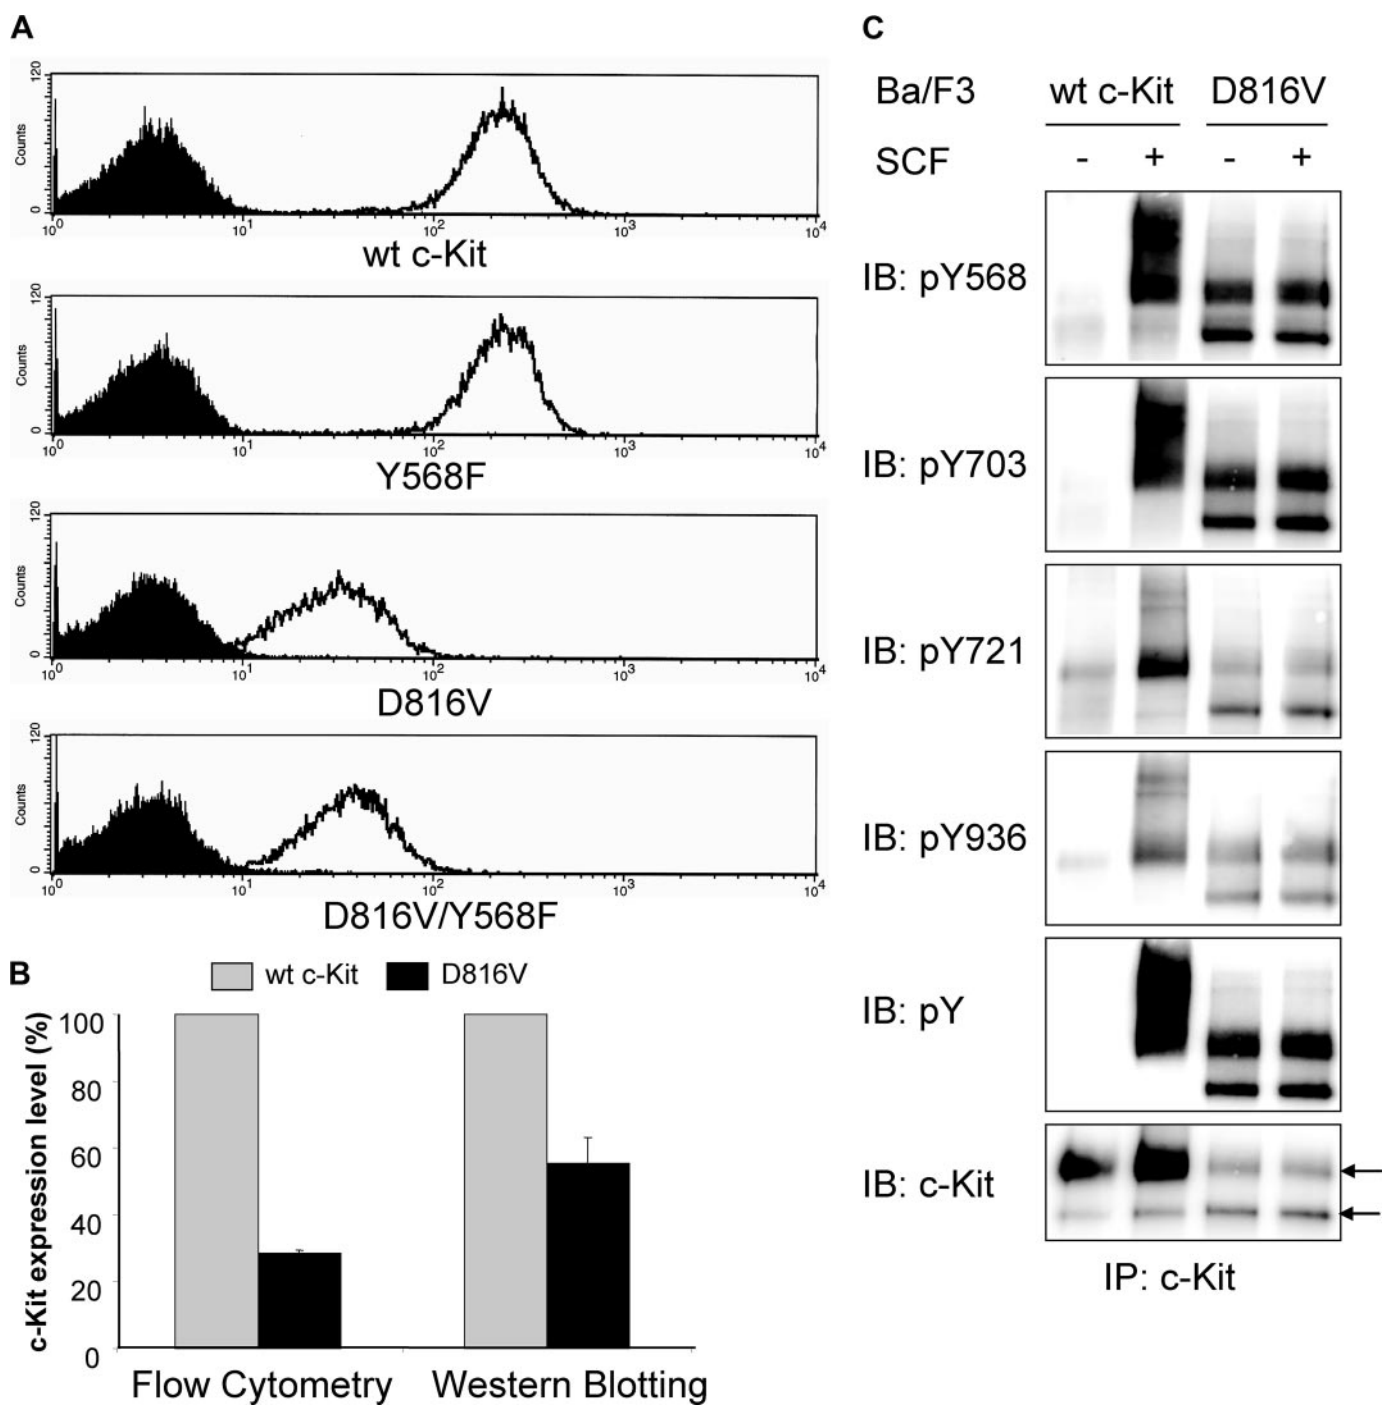 A
120
Counts
0
10^0 10^1 10^2 10^3 10^4
wt c-Kit
120
Counts
0
10^0 10^1 10^2 10^3 10^4
Y568F
120
Counts
0
10^0 10^1 10^2 10^3 10^4
D816V
120
Counts
0
10^0 10^1 10^2 10^3 10^4
D816V/Y568F
B
wt c-Kit D816V
c-Kit expression level (%)
100
80
60
40
20
0
Flow Cytometry Western Blotting
C
Ba/F3 wt c-Kit D816V
SCF - + - +
IB: pY568
IB: pY703
IB: pY721
IB: pY936
IB: pY
IB: c-Kit
IP: c-Kit